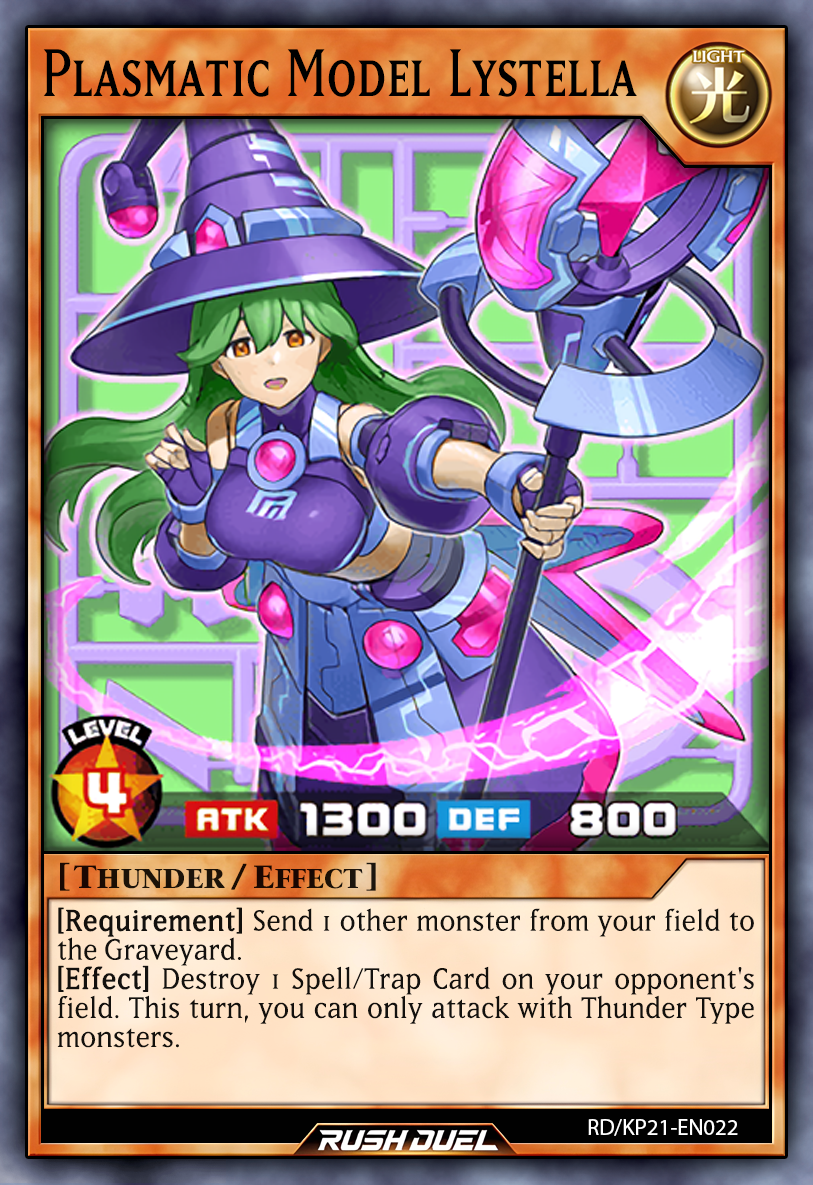 Plasmatic Model Lystella
LIGHT
光
LEVEL
4
ATK 1300 DEF 800
[Thunder / Effect]
[Requirement] Send 1 other monster from your field to
the Graveyard.
[Effect] Destroy 1 Spell/Trap Card on your opponent's
field. This turn, you can only attack with Thunder Type
monsters.
RUSH DUEL
RD/KP21-EN022